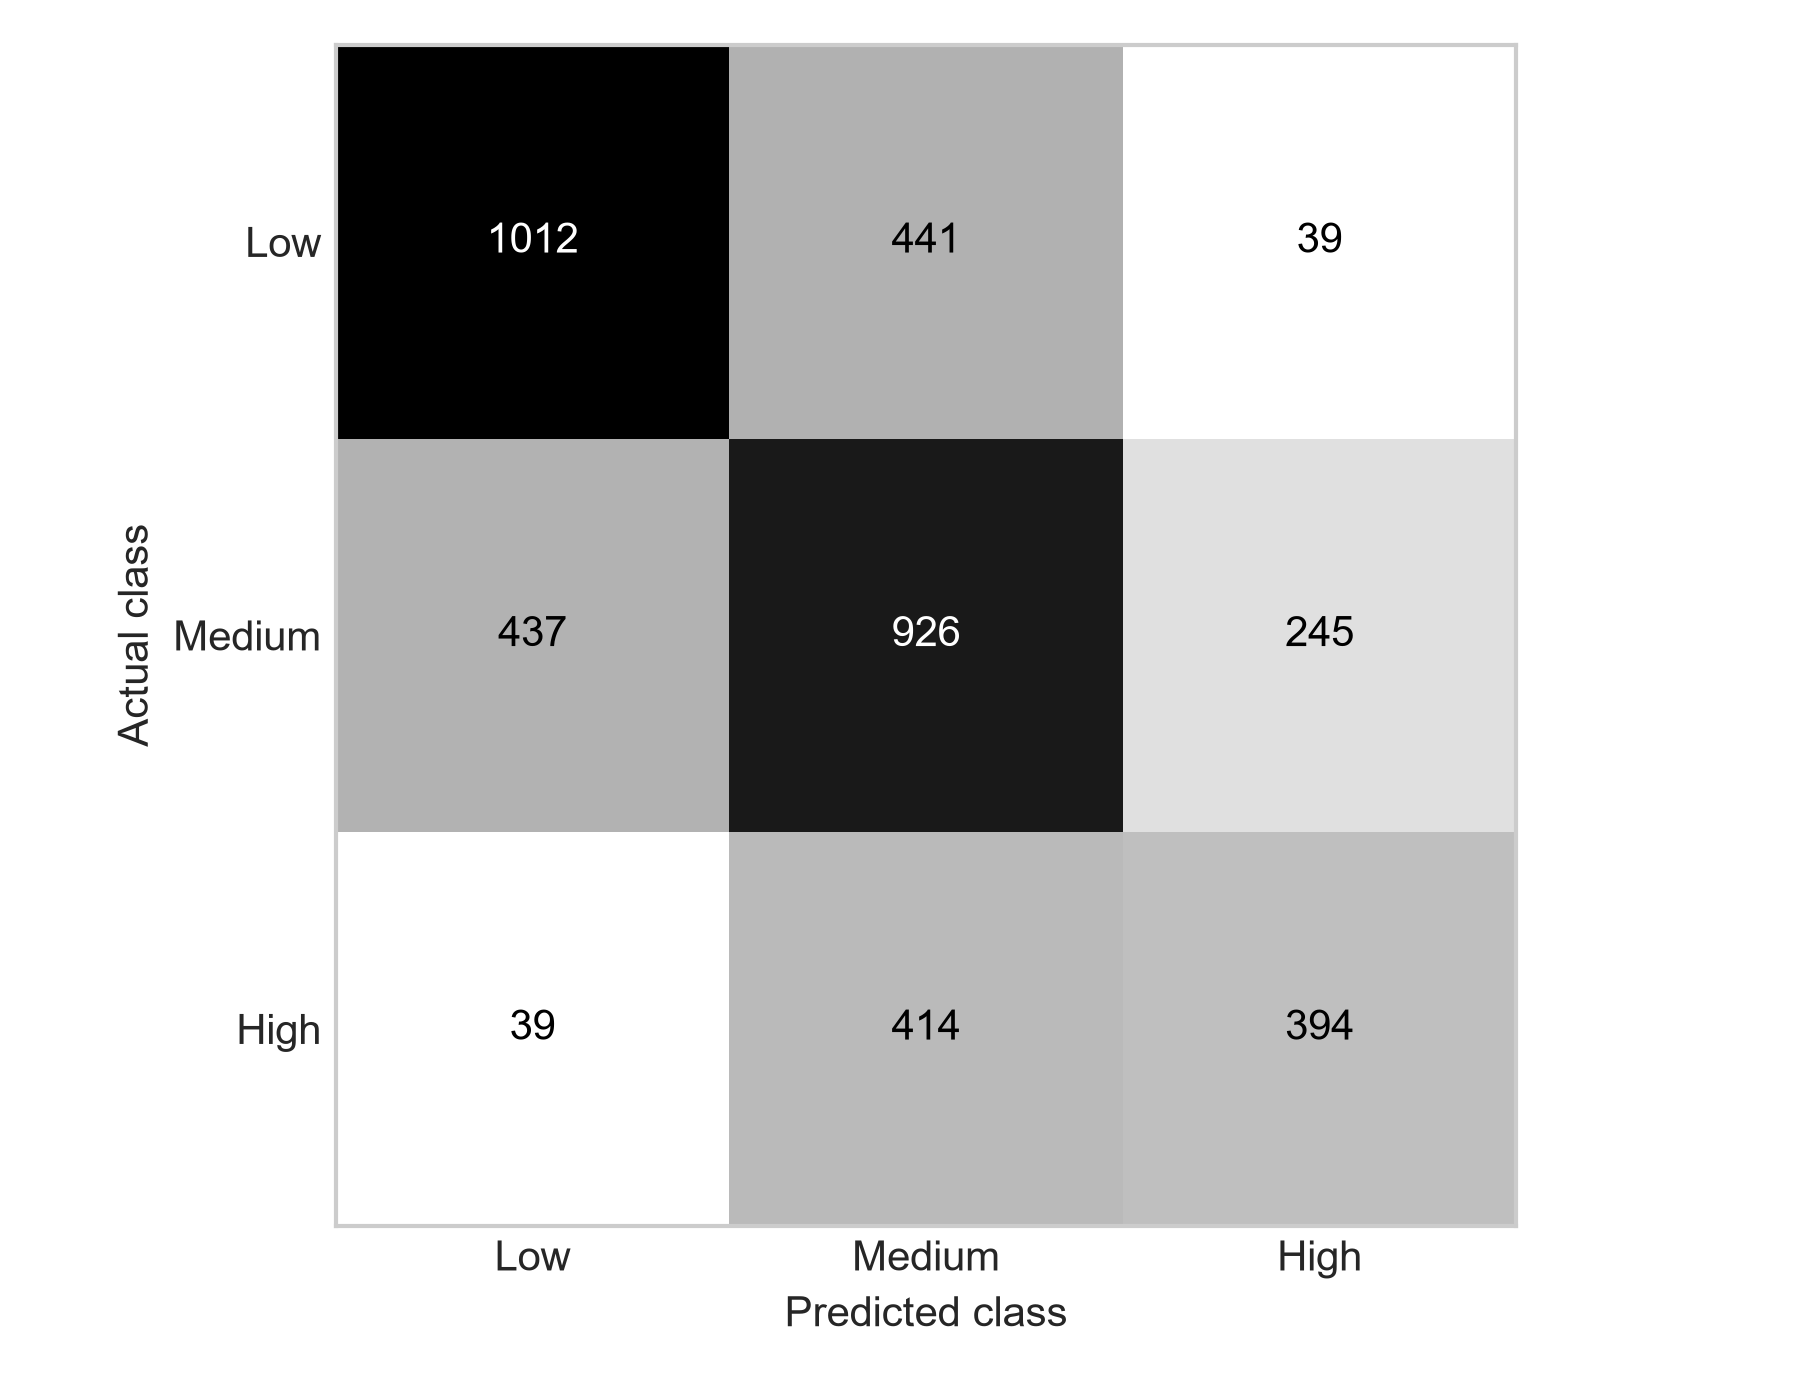 Low 1012 441 39
Actual class
Medium 437 926 245
High 39 414 394
Low Medium High
Predicted class